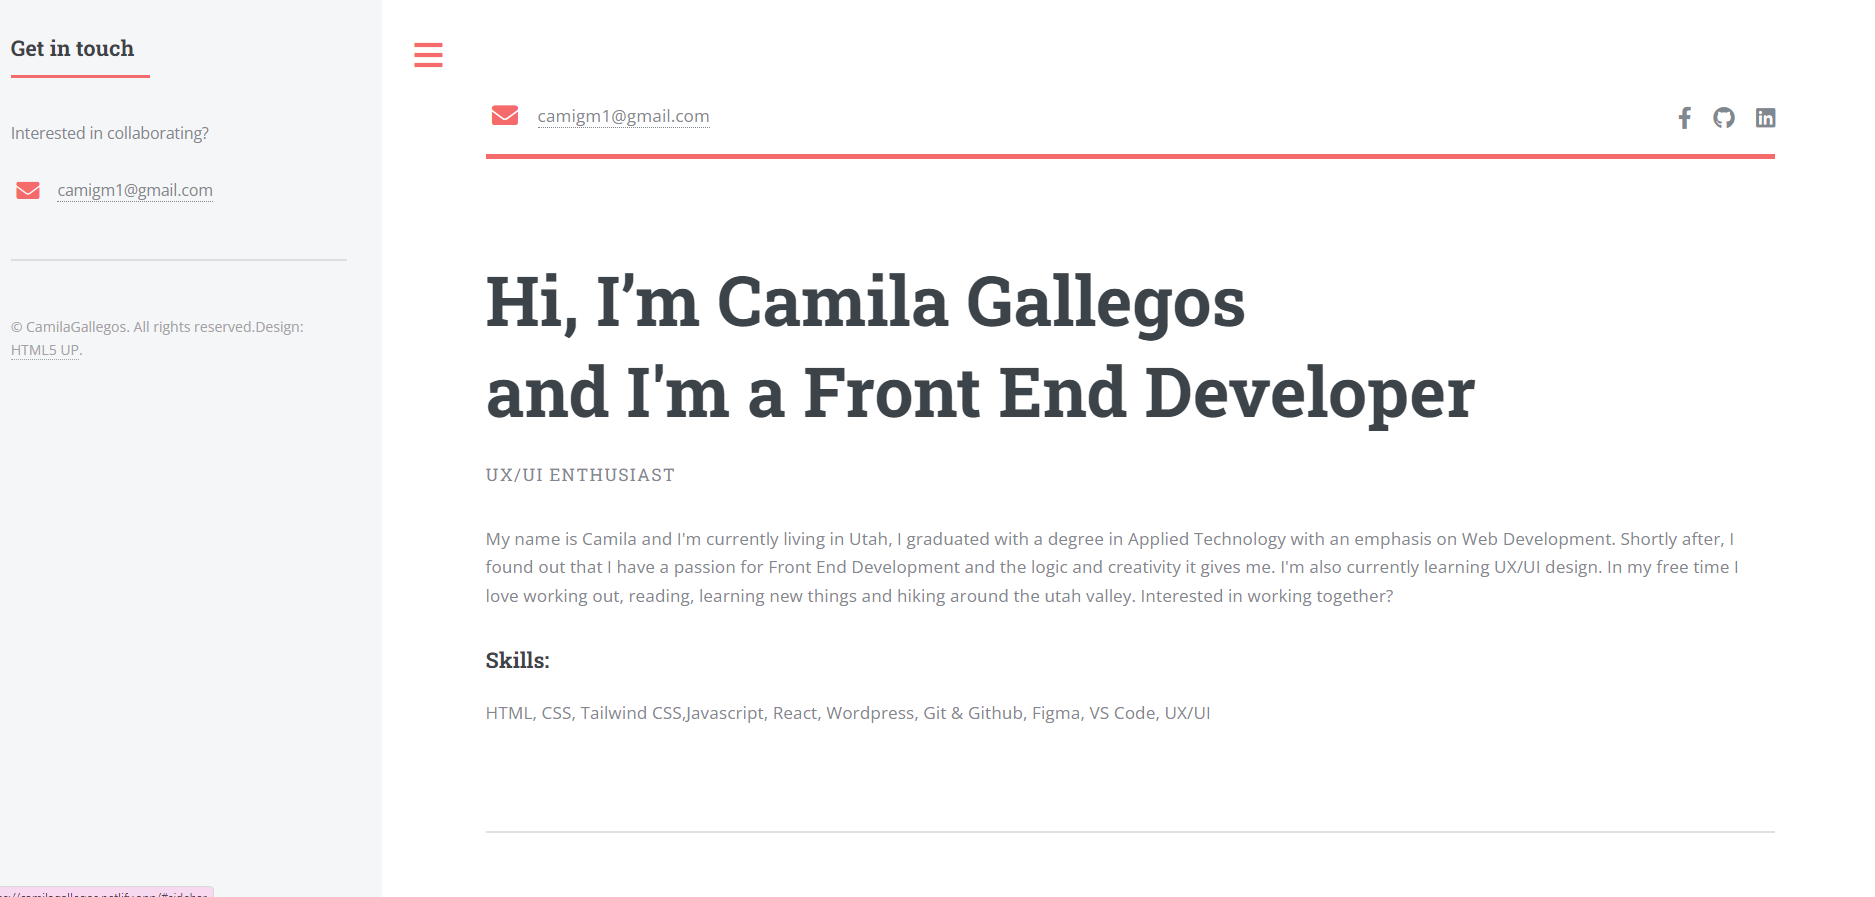 Get in touch
Interested in collaborating?
camigm1@gmail.com
© CamilaGallegos. All rights reserved.Design:
HTML5 UP.
camigm1@gmail.com
Hi, I’m Camila Gallegos
and I'm a Front End Developer
UX/UI ENTHUSIAST
My name is Camila and I'm currently living in Utah, I graduated with a degree in Applied Technology with an emphasis on Web Development. Shortly after, I
found out that I have a passion for Front End Development and the logic and creativity it gives me. I'm also currently learning UX/UI design. In my free time I
love working out, reading, learning new things and hiking around the utah valley. Interested in working together?
Skills:
HTML, CSS, Tailwind CSS,Javascript, React, Wordpress, Git & Github, Figma, VS Code, UX/UI